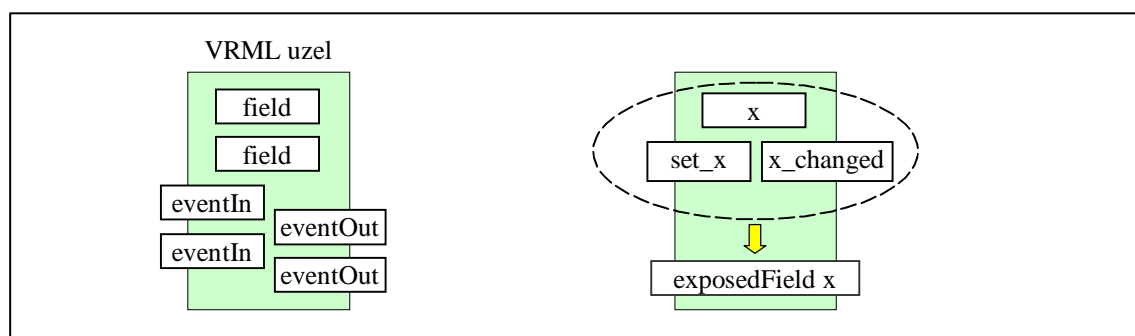 VRML uzel
field
field
eventIn
eventOut
eventIn
eventOut
x
set_x
x_changed
exposedField x